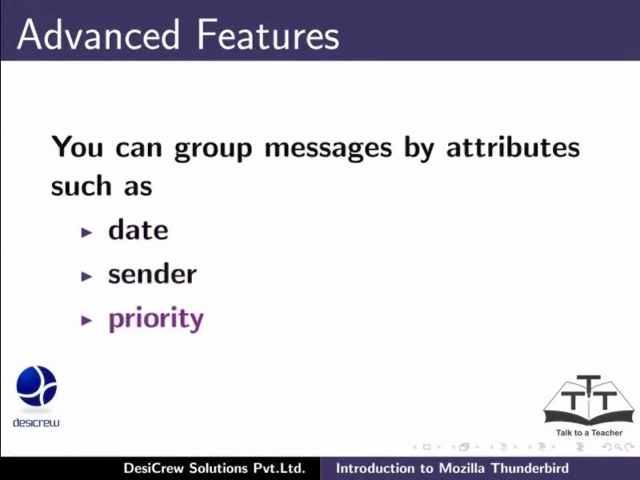 Advanced Features
You can group messages by attributes
such as
date
sender
priority
desicrew
T T T
Talk to a Teacher
DesiCrew Solutions Pvt.Ltd. Introduction to Mozilla Thunderbird